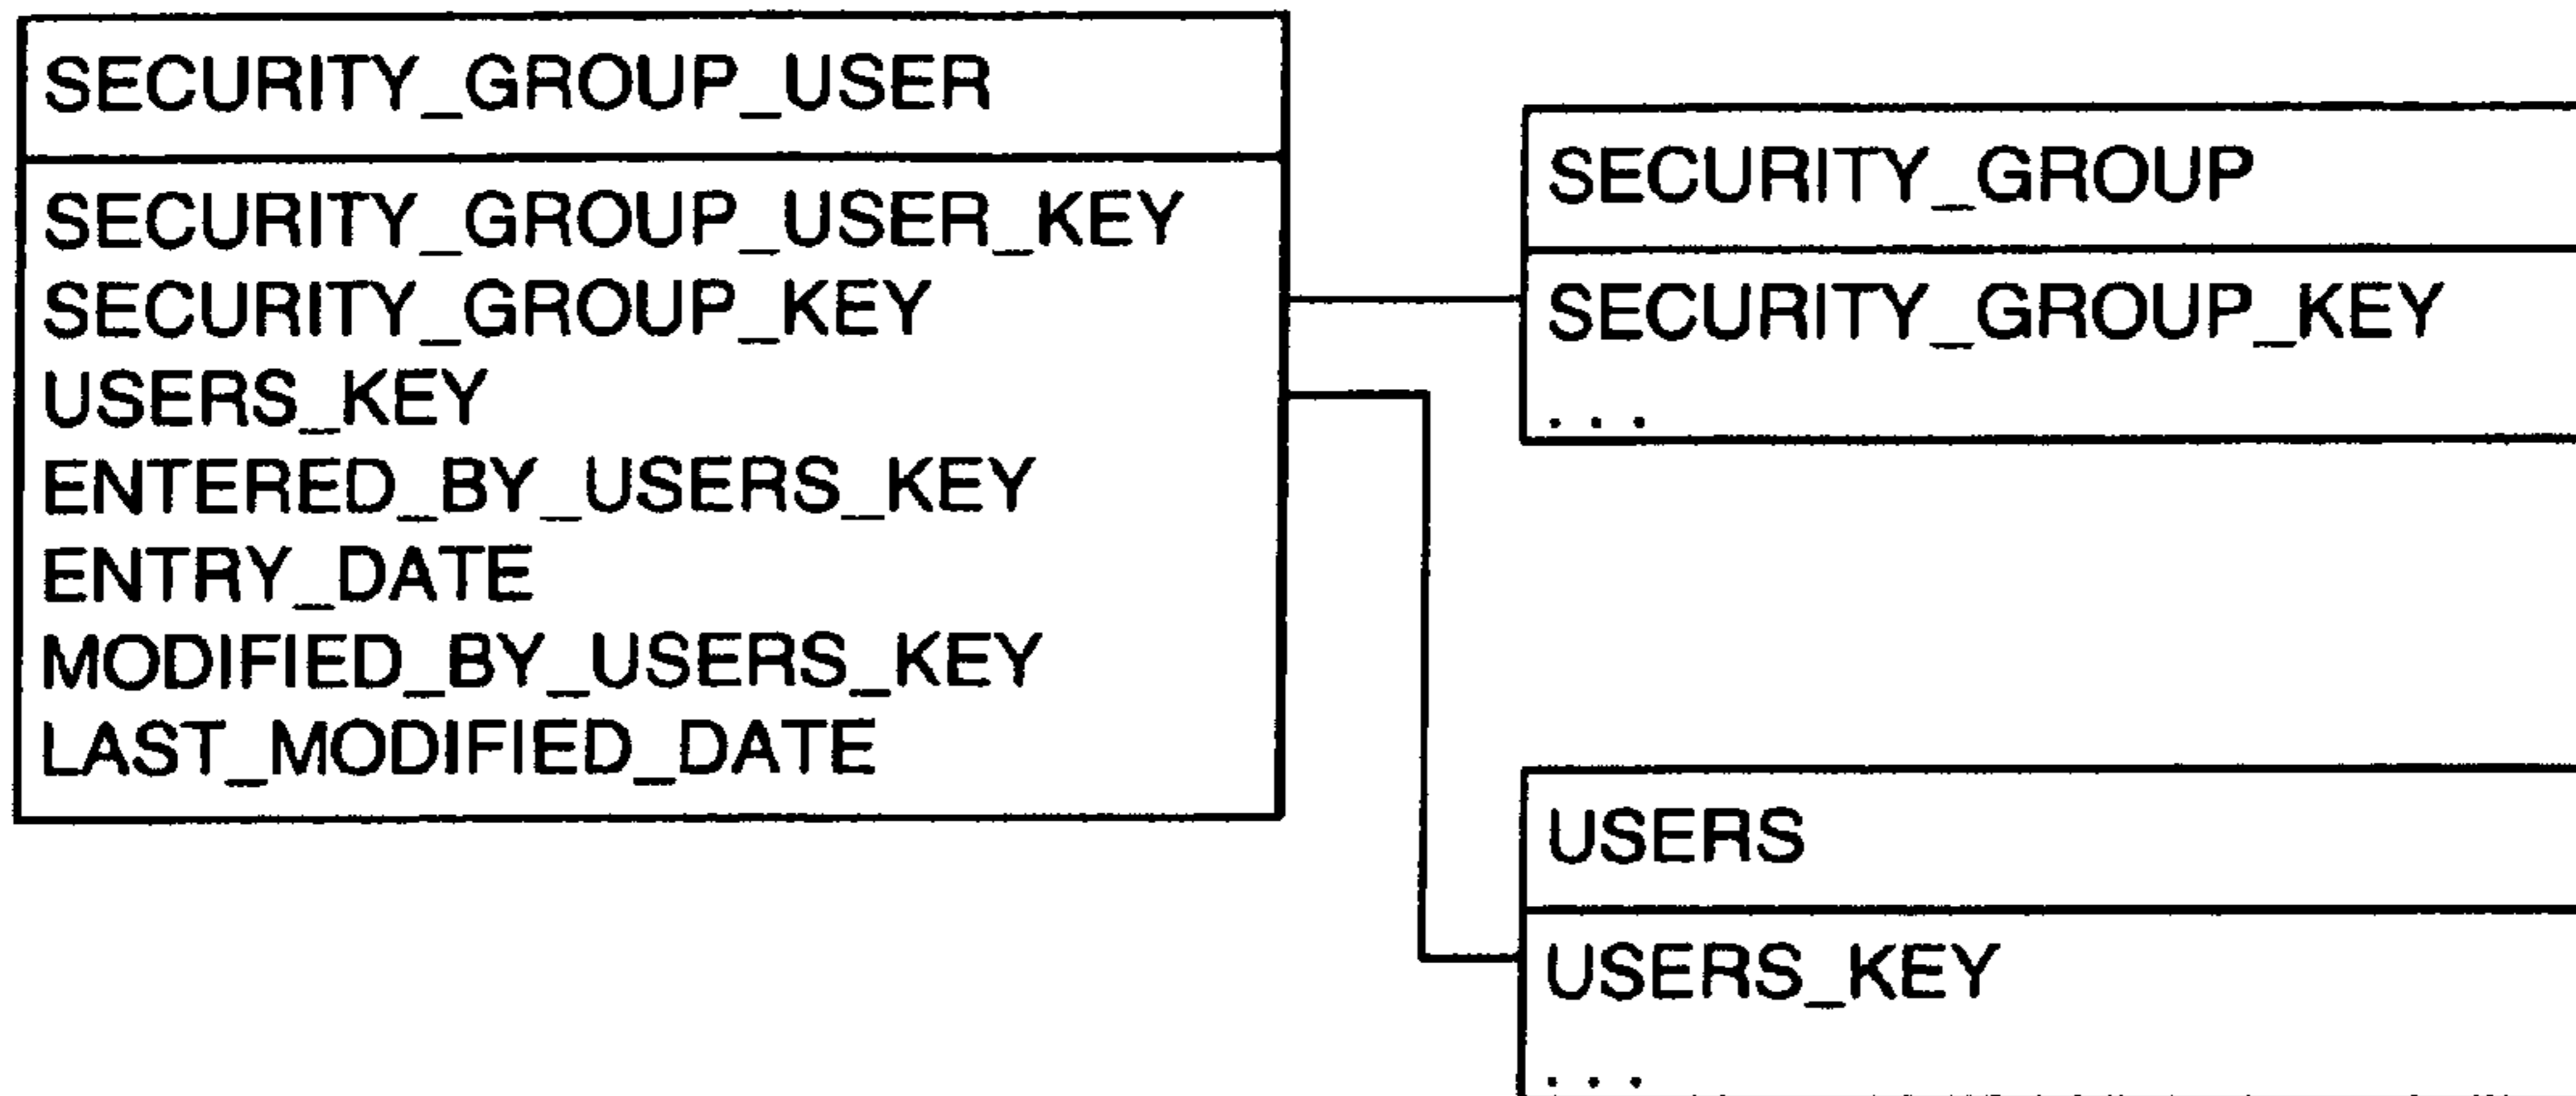 SECURITY_GROUP_USER
SECURITY_GROUP_USER_KEY
SECURITY_GROUP_KEY
USERS_KEY
ENTERED_BY_USERS_KEY
ENTRY_DATE
MODIFIED_BY_USERS_KEY
LAST_MODIFIED_DATE
SECURITY_GROUP
SECURITY_GROUP_KEY
. . .
USERS
USERS_KEY
. . .